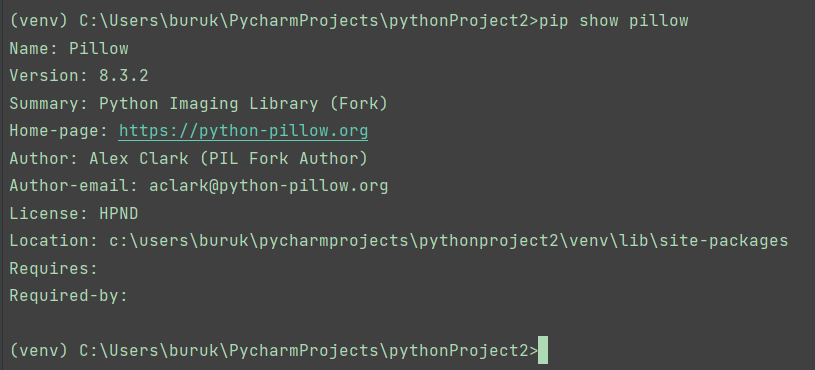 (venv) C:\Users\buruk\PycharmProjects\pythonProject2>pip show pillow
Name: Pillow
Version: 8.3.2
Summary: Python Imaging Library (Fork)
Home-page: https://python-pillow.org
Author: Alex Clark (PIL Fork Author)
Author-email: aclark@python-pillow.org
License: HPND
Location: c:\users\buruk\pycharmprojects\pythonproject2\venv\lib\site-packages
Requires:
Required-by:
(venv) C:\Users\buruk\PycharmProjects\pythonProject2>